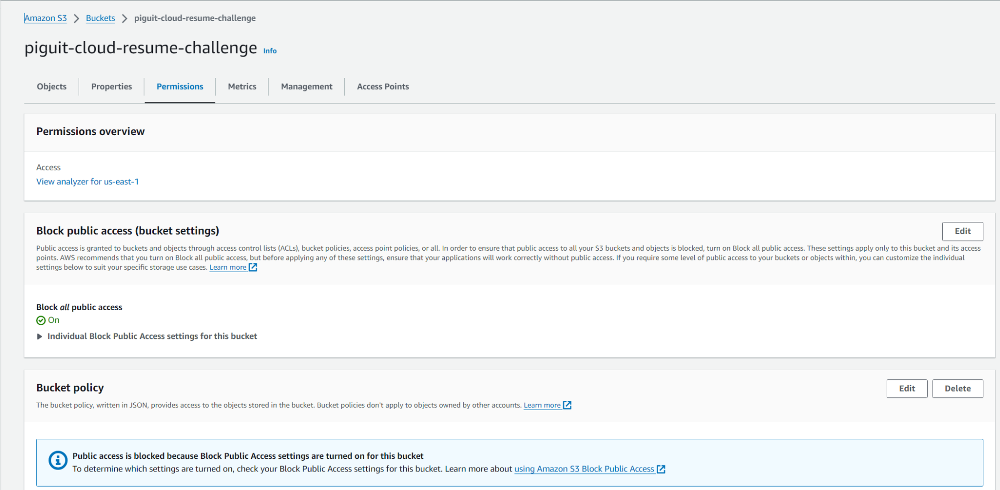 Amazon S3 > Buckets > piguit-cloud-resume-challenge
piguit-cloud-resume-challenge Info
Objects Properties Permissions Metrics Management Access Points
Permissions overview
Access
View analyzer for us-east-1
Block public access (bucket settings) Edit
Public access is granted to buckets and objects through access control lists (ACLs), bucket policies, access point policies, or all. In order to ensure that public access to all your S3 buckets and objects is blocked, turn on Block all public access. These settings apply only to this bucket and its access
points. AWS recommends that you turn on Block all public access, but before applying any of these settings, ensure that your applications will work correctly without public access. If you require some level of public access to your buckets or objects within, you can customize the individual
settings below to suit your specific storage use cases. Learn more
Block all public access
On
Individual Block Public Access settings for this bucket
Bucket policy Edit Delete
The bucket policy, written in JSON, provides access to the objects stored in the bucket. Bucket policies don't apply to objects owned by other accounts. Learn more
Public access is blocked because Block Public Access settings are turned on for this bucket
To determine which settings are turned on, check your Block Public Access settings for this bucket. Learn more about using Amazon S3 Block Public Access